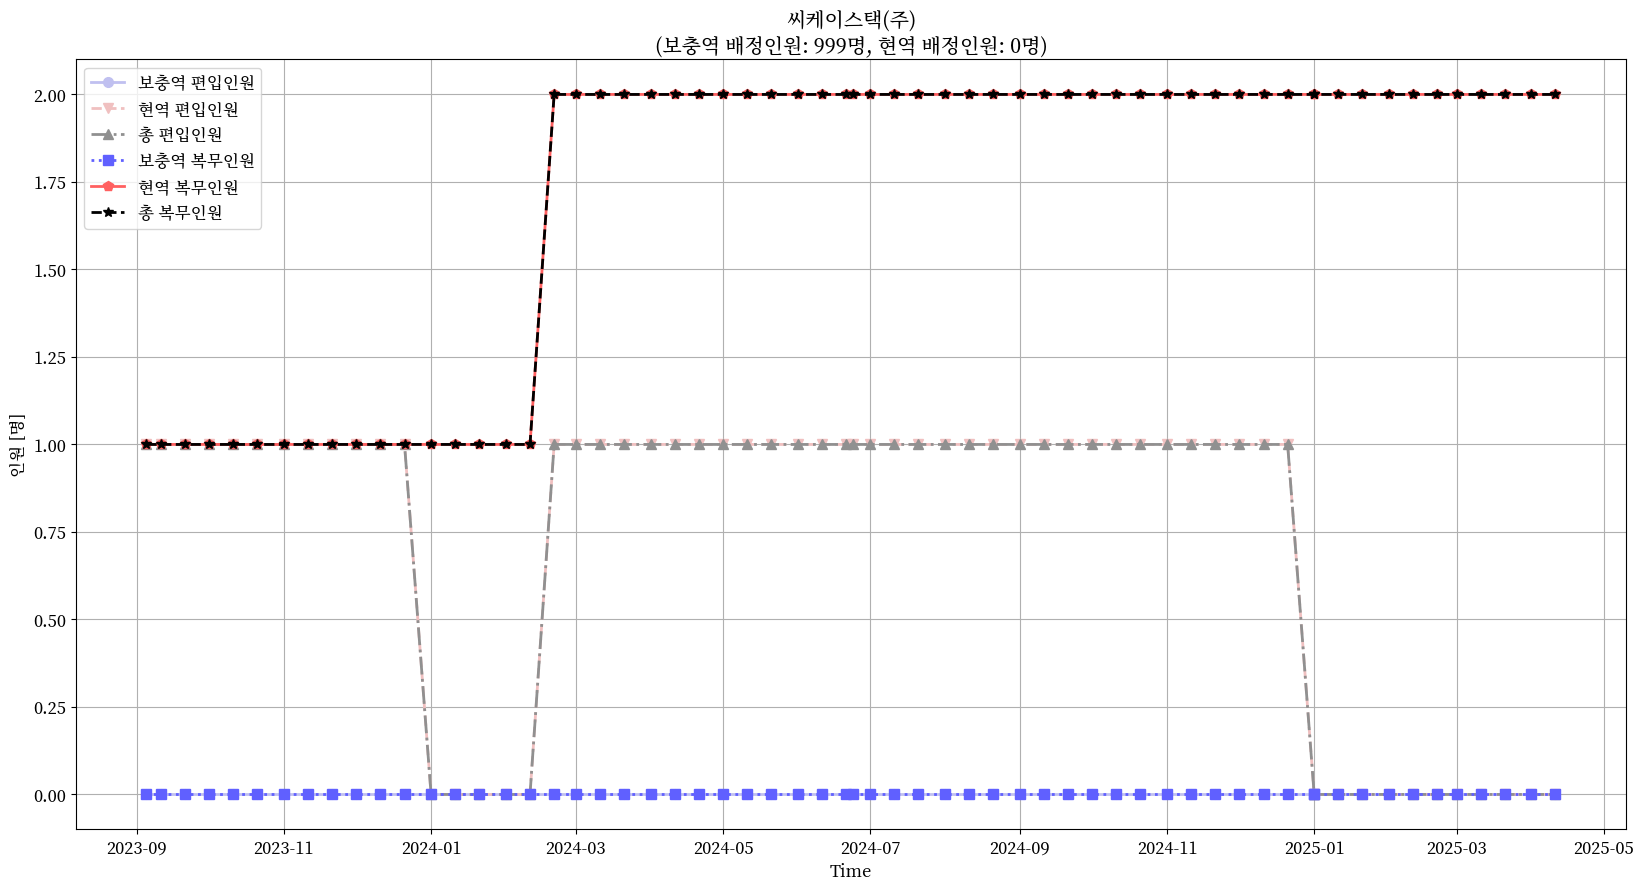 씨케이스택(주)
(보충역 배정인원: 999명, 현역 배정인원: 0명)
보충역 편입인원
현역 편입인원
총 편입인원
보충역 복무인원
현역 복무인원
총 복무인원
2.00
1.75
1.50
1.25
1.00
0.75
0.50
0.25
0.00
인원 [명]
2023-09
2023-11
2024-01
2024-03
2024-05
2024-07
2024-09
2024-11
2025-01
2025-03
2025-05
Time